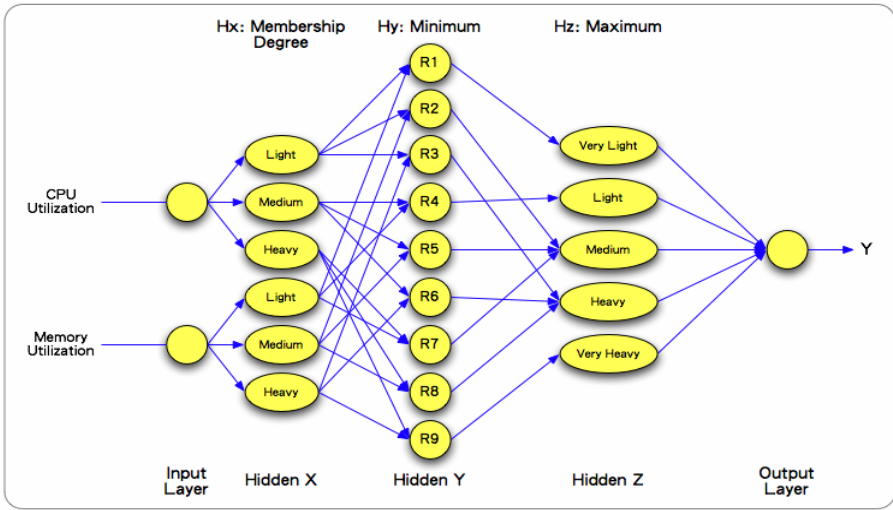 Hx: Membership
Degree
Hy: Minimum
Hz: Maximum
CPU
Utilization
Memory
Utilization
Light
Medium
Heavy
Light
Medium
Heavy
R1
R2
R3
R4
R5
R6
R7
R8
R9
Very Light
Light
Medium
Heavy
Very Heavy
Y
Input
Layer
Hidden X
Hidden Y
Hidden Z
Output
Layer